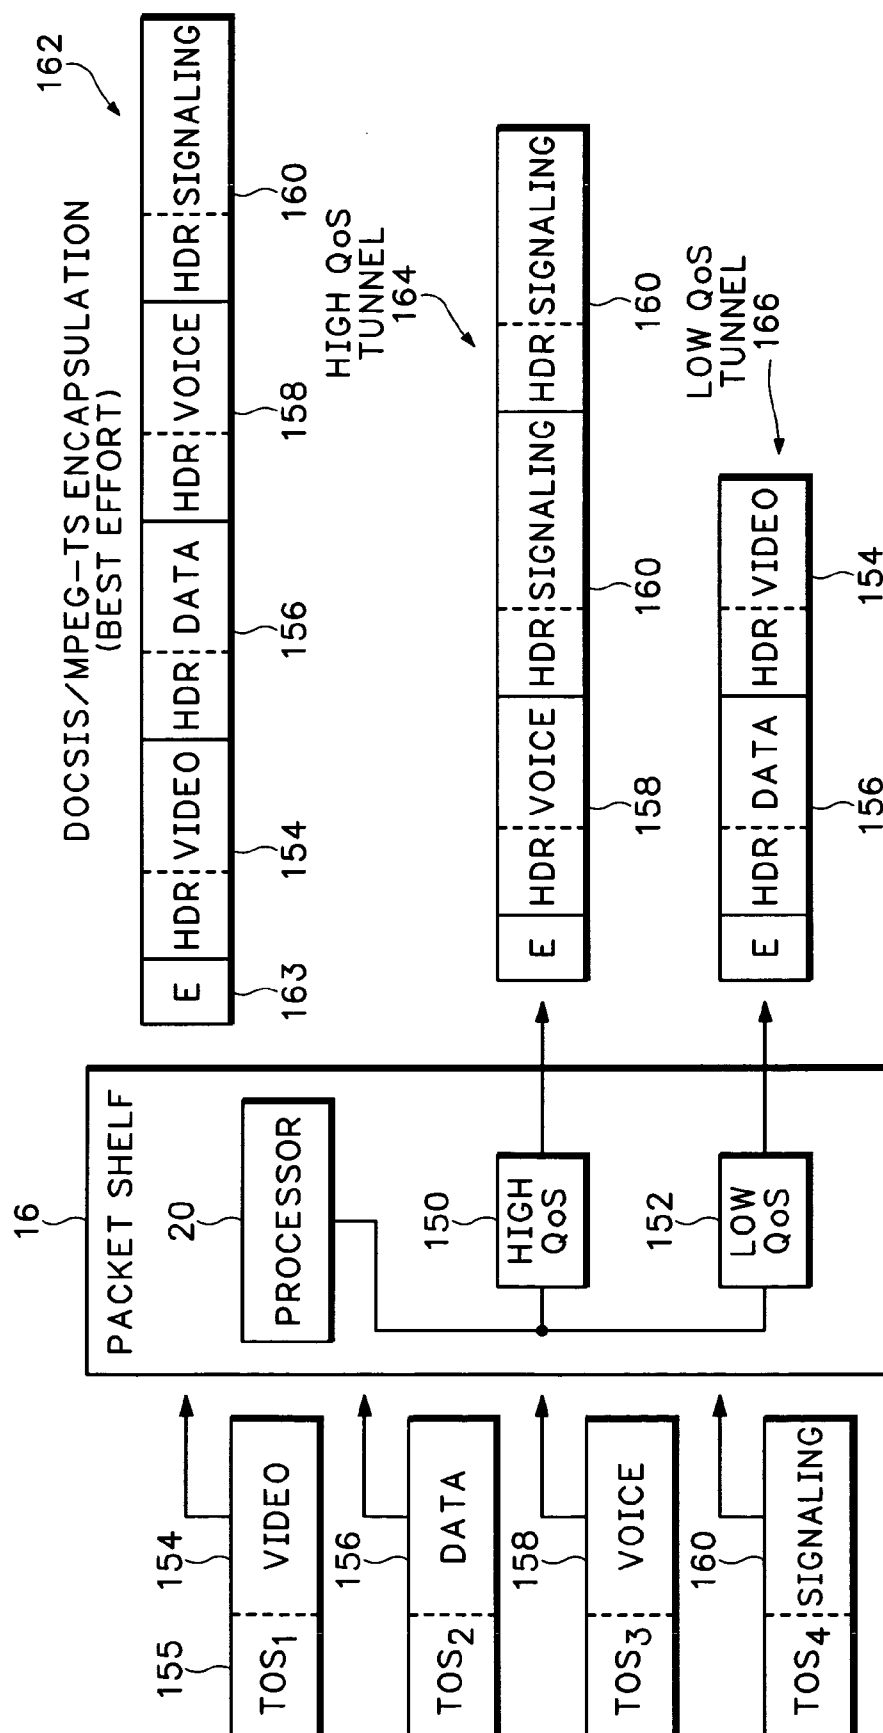 155
154
TOS1 VIDEO
156
TOS2 DATA
158
TOS3 VOICE
160
TOS4 SIGNALING
16
PACKET SHELF
20
PROCESSOR
150
HIGH
QoS
152
LOW
QoS
DOCSIS/MPEG-TS ENCAPSULATION
(BEST EFFORT)
162
E HDR VIDEO HDR DATA HDR VOICE HDR SIGNALING
163 154 156 158 160
HIGH QoS
TUNNEL
164
E HDR VOICE HDR SIGNALING HDR SIGNALING
158 160 160
LOW QoS
TUNNEL
166
E HDR DATA HDR VIDEO
156 154